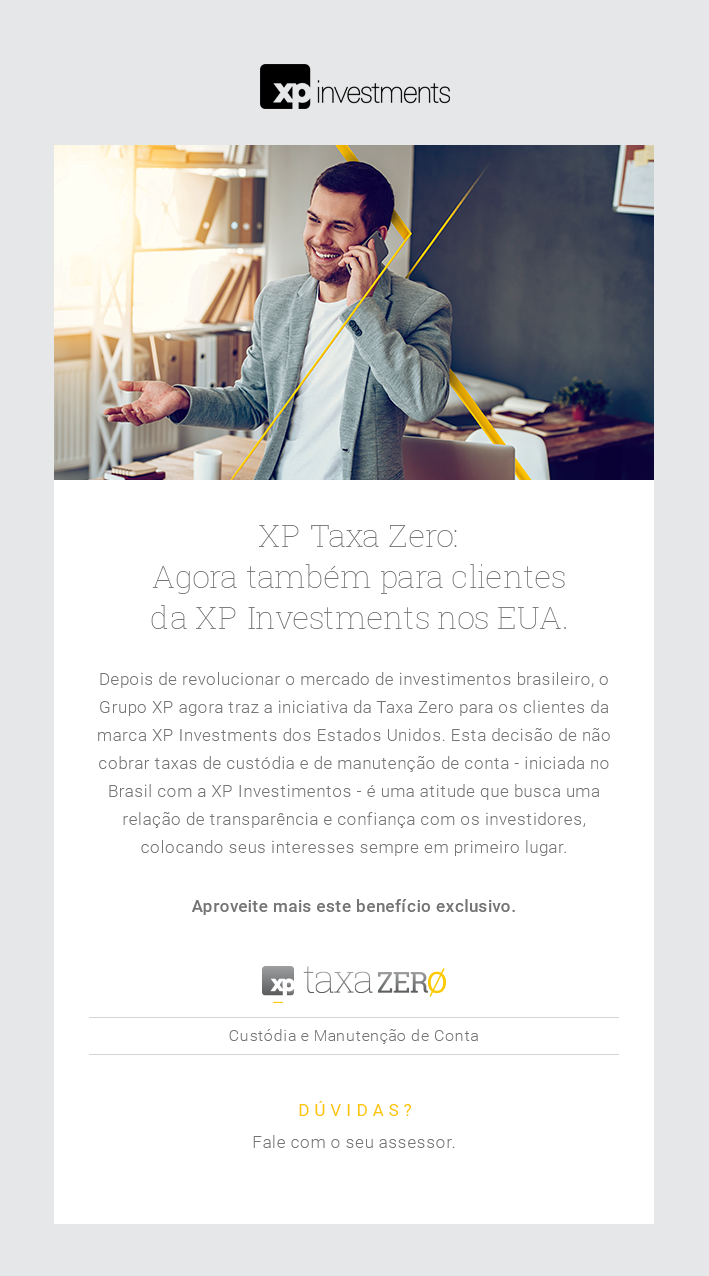 xp investments
XP Taxa Zero:
Agora também para clientes
da XP Investments nos EUA.
Depois de revolucionar o mercado de investimentos brasileiro, o
Grupo XP agora traz a iniciativa da Taxa Zero para os clientes da
marca XP Investments dos Estados Unidos. Esta decisão de não
cobrar taxas de custódia e de manutenção de conta - iniciada no
Brasil com a XP Investimentos - é uma atitude que busca uma
relação de transparência e confiança com os investidores,
colocando seus interesses sempre em primeiro lugar.
Aproveite mais este benefício exclusivo.
xp taxa ZERØ
Custódia e Manutenção de Conta
DÚVIDAS?
Fale com o seu assessor.